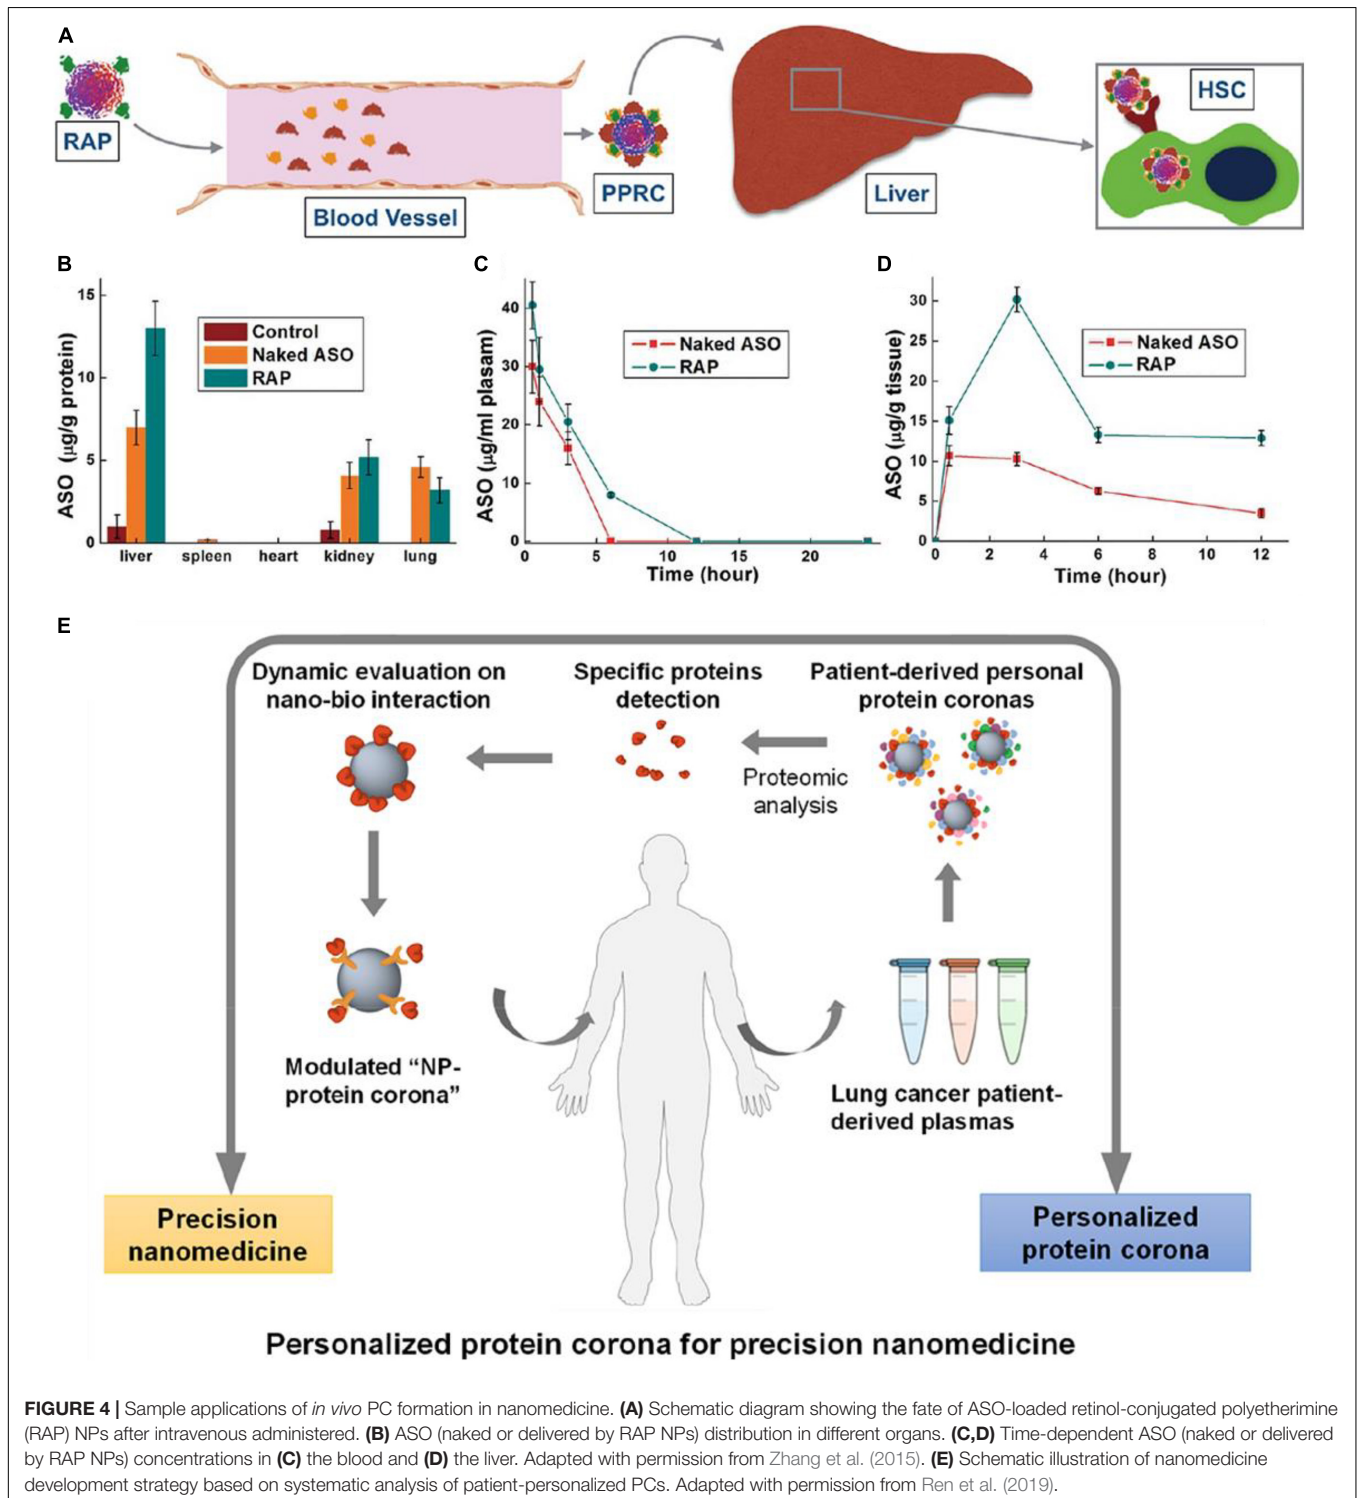 A
RAP
Blood Vessel
PPRC
Liver
HSC
B
ASO (µg/g protein)
15
10
5
0
Control
Naked ASO
RAP
liver spleen heart kidney lung
C
ASO (µg/ml plasam)
40
30
20
10
0
Naked ASO
RAP
0 5 10 15 20
Time (hour)
D
ASO (µg/g tissue)
30
25
20
15
10
5
0
Naked ASO
RAP
0 2 4 6 8 10 12
Time (hour)
E
Dynamic evaluation on
nano-bio interaction
Specific proteins
detection
Patient-derived personal
protein coronas
Proteomic
analysis
Modulated “NP-
protein corona”
Lung cancer patient-
derived plasmas
Precision
nanomedicine
Personalized
protein corona
Personalized protein corona for precision nanomedicine
FIGURE 4 | Sample applications of in vivo PC formation in nanomedicine. (A) Schematic diagram showing the fate of ASO-loaded retinol-conjugated polyetherimine
(RAP) NPs after intravenous administered. (B) ASO (naked or delivered by RAP NPs) distribution in different organs. (C,D) Time-dependent ASO (naked or delivered
by RAP NPs) concentrations in (C) the blood and (D) the liver. Adapted with permission from Zhang et al. (2015). (E) Schematic illustration of nanomedicine
development strategy based on systematic analysis of patient-personalized PCs. Adapted with permission from Ren et al. (2019).